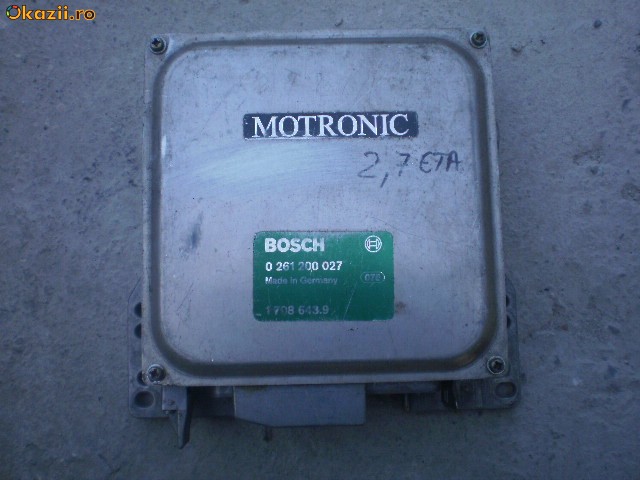 Okazii.ro
MOTRONIC
2,7 ETA
BOSCH
0 261 200 027
Made in Germany
1 708 643.9